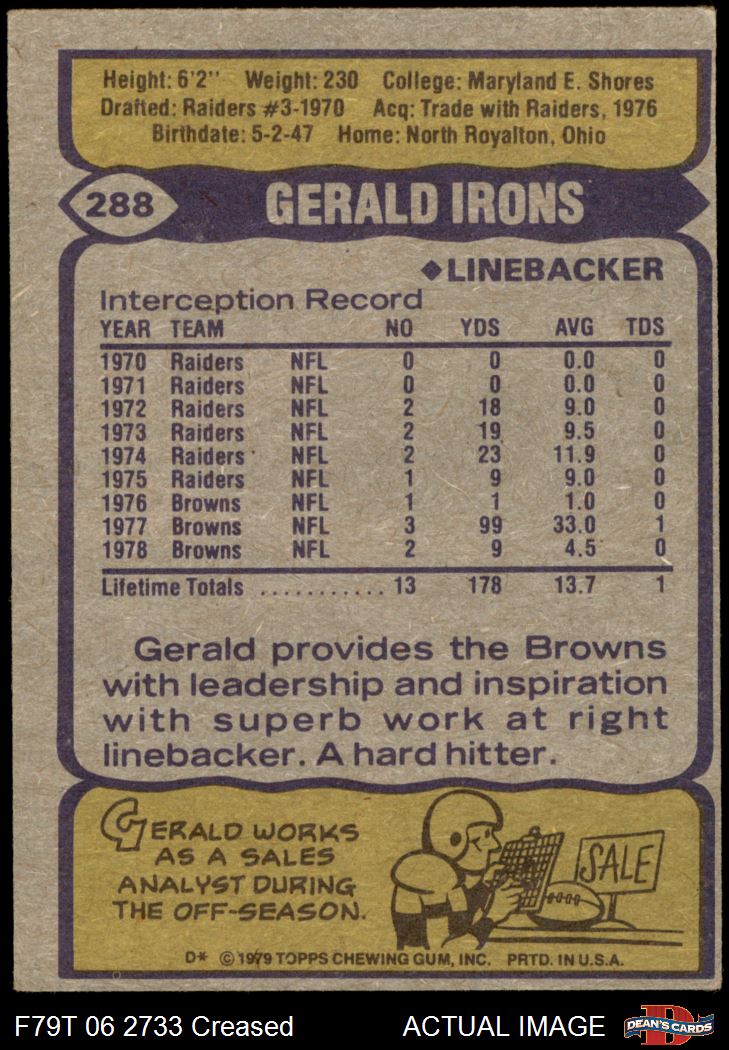 Height: 6'2" Weight: 230 College: Maryland E. Shores
Drafted: Raiders #3-1970 Acq: Trade with Raiders, 1976
Birthdate: 5-2-47 Home: North Royalton, Ohio
288 GERALD IRONS
◆LINEBACKER
Interception Record
YEAR TEAM NO YDS AVG TDS
1970 Raiders NFL 0 0 0.0 0
1971 Raiders NFL 0 0 0.0 0
1972 Raiders NFL 2 18 9.0 0
1973 Raiders NFL 2 19 9.5 0
1974 Raiders NFL 2 23 11.9 0
1975 Raiders NFL 1 9 9.0 0
1976 Browns NFL 1 1 1.0 0
1977 Browns NFL 3 99 33.0 1
1978 Browns NFL 2 9 4.5 0
Lifetime Totals ........... 13 178 13.7 1
Gerald provides the Browns
with leadership and inspiration
with superb work at right
linebacker. A hard hitter.
GERALD WORKS
AS A SALES
ANALYST DURING
THE OFF-SEASON.
SALE
D* © 1979 TOPPS CHEWING GUM, INC. PRTD. IN U.S.A.
F79T 06 2733 Creased ACTUAL IMAGE D DEAN'S CARDS